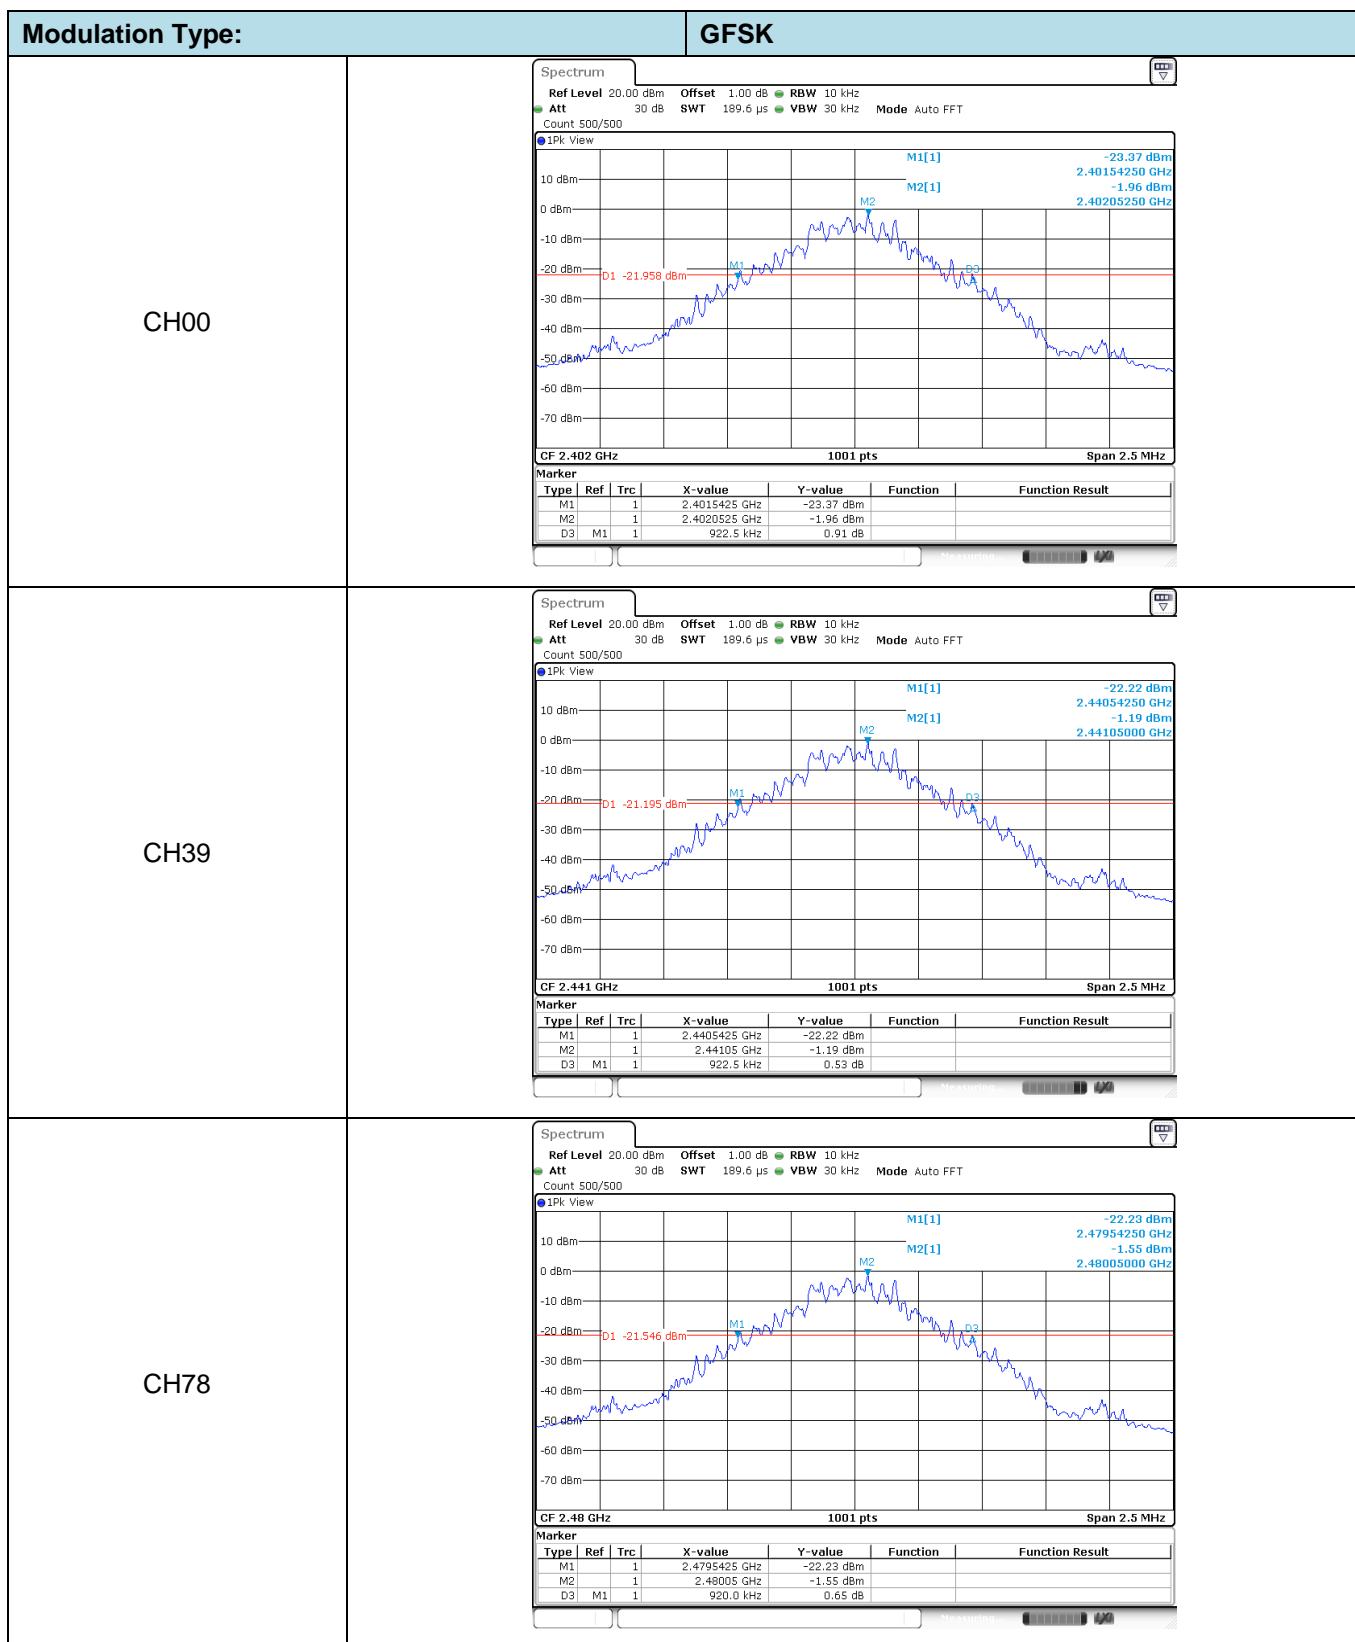 Modulation Type: GFSK
CH00
Spectrum
Ref Level 20.00 dBm Offset 1.00 dB RBW 10 kHz
Att 30 dB SWT 189.6 µs VBW 30 kHz Mode Auto FFT
Count 500/500
1Pk View
M1[1] -23.37 dBm
2.40154250 GHz
M2[1] -1.96 dBm
2.40205250 GHz
10 dBm
M2
0 dBm
-10 dBm
M1
D3
-20 dBm
D1 -21.958 dBm
-30 dBm
-40 dBm
-50 dBm
-60 dBm
-70 dBm
CF 2.402 GHz 1001 pts Span 2.5 MHz
Marker
Type Ref Trc X-value Y-value Function Function Result
M1 1 2.4015425 GHz -23.37 dBm
M2 1 2.4020525 GHz -1.96 dBm
D3 M1 1 922.5 kHz 0.91 dB
Measuring...
CH39
Spectrum
Ref Level 20.00 dBm Offset 1.00 dB RBW 10 kHz
Att 30 dB SWT 189.6 µs VBW 30 kHz Mode Auto FFT
Count 500/500
1Pk View
M1[1] -22.22 dBm
2.44054250 GHz
M2[1] -1.19 dBm
2.44105000 GHz
10 dBm
M2
0 dBm
-10 dBm
M1
D3
-20 dBm
D1 -21.195 dBm
-30 dBm
-40 dBm
-50 dBm
-60 dBm
-70 dBm
CF 2.441 GHz 1001 pts Span 2.5 MHz
Marker
Type Ref Trc X-value Y-value Function Function Result
M1 1 2.4405425 GHz -22.22 dBm
M2 1 2.44105 GHz -1.19 dBm
D3 M1 1 922.5 kHz 0.53 dB
Measuring...
CH78
Spectrum
Ref Level 20.00 dBm Offset 1.00 dB RBW 10 kHz
Att 30 dB SWT 189.6 µs VBW 30 kHz Mode Auto FFT
Count 500/500
1Pk View
M1[1] -22.23 dBm
2.47954250 GHz
M2[1] -1.55 dBm
2.48005000 GHz
10 dBm
M2
0 dBm
-10 dBm
M1
D3
-20 dBm
D1 -21.546 dBm
-30 dBm
-40 dBm
-50 dBm
-60 dBm
-70 dBm
CF 2.48 GHz 1001 pts Span 2.5 MHz
Marker
Type Ref Trc X-value Y-value Function Function Result
M1 1 2.4795425 GHz -22.23 dBm
M2 1 2.48005 GHz -1.55 dBm
D3 M1 1 920.0 kHz 0.65 dB
Measuring...